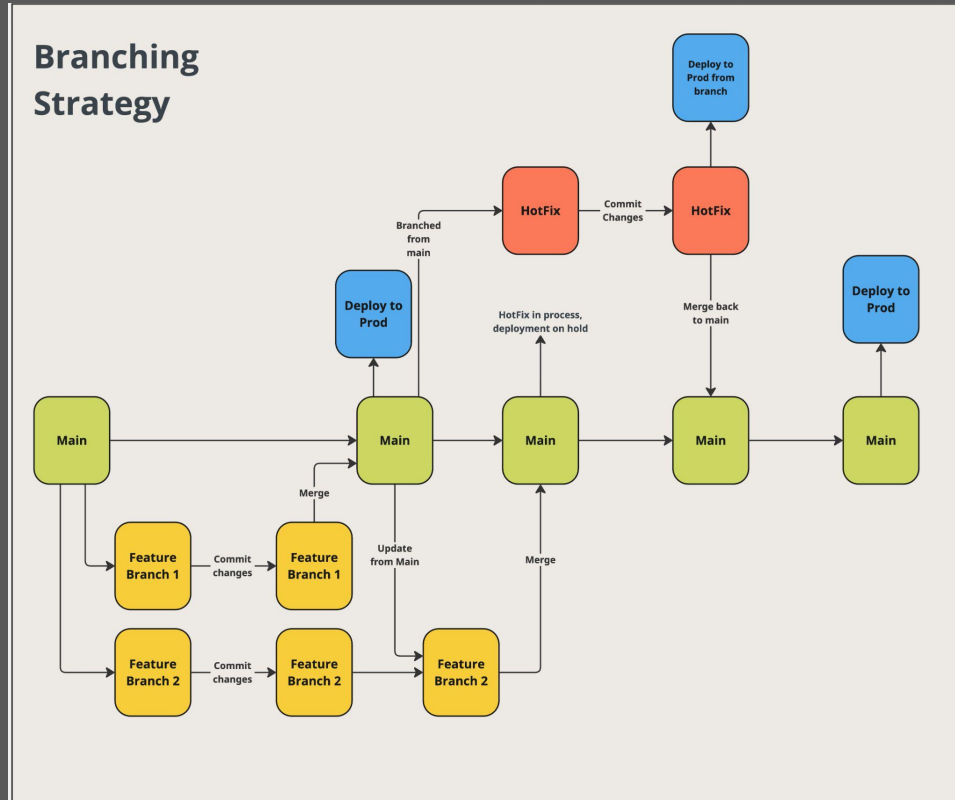 Branching
Strategy
Deploy to
Prod from
branch
HotFix
Commit
Changes
HotFix
Branched
from
main
Deploy to
Prod
Deploy to
Prod
HotFix in process,
deployment on hold
Merge back
to main
Main
Main
Main
Main
Main
Merge
Feature
Branch 1
Commit
changes
Feature
Branch 1
Update
from Main
Merge
Feature
Branch 2
Commit
changes
Feature
Branch 2
Feature
Branch 2